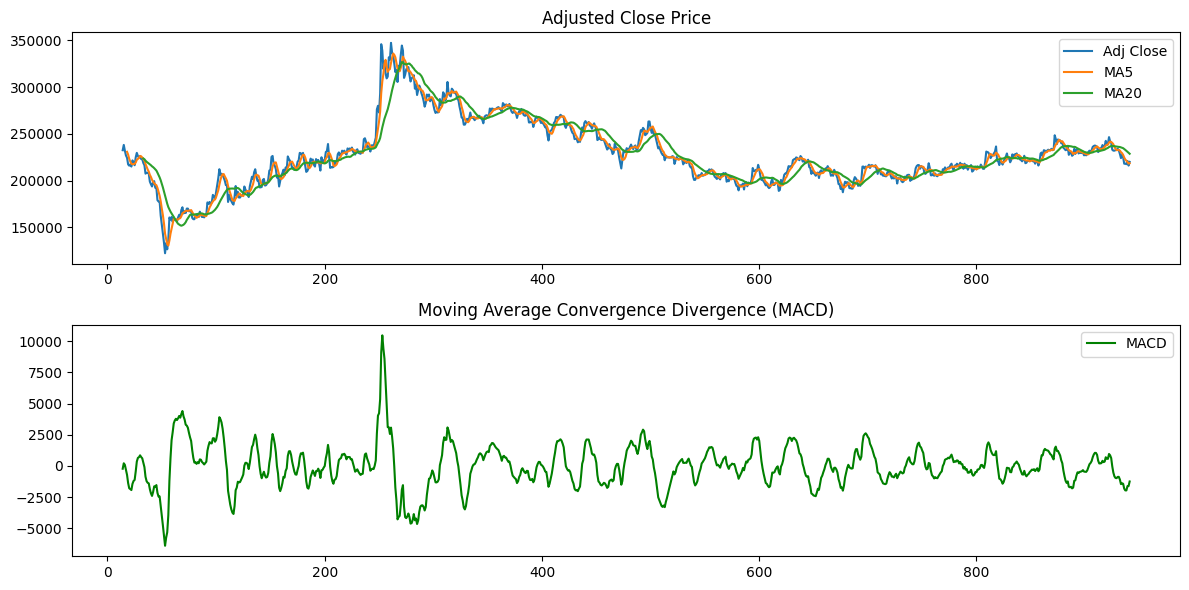 Adjusted Close Price
350000
300000
250000
200000
150000
0 200 400 600 800
Adj Close
MA5
MA20
Moving Average Convergence Divergence (MACD)
10000
7500
5000
2500
0
−2500
−5000
0 200 400 600 800
MACD